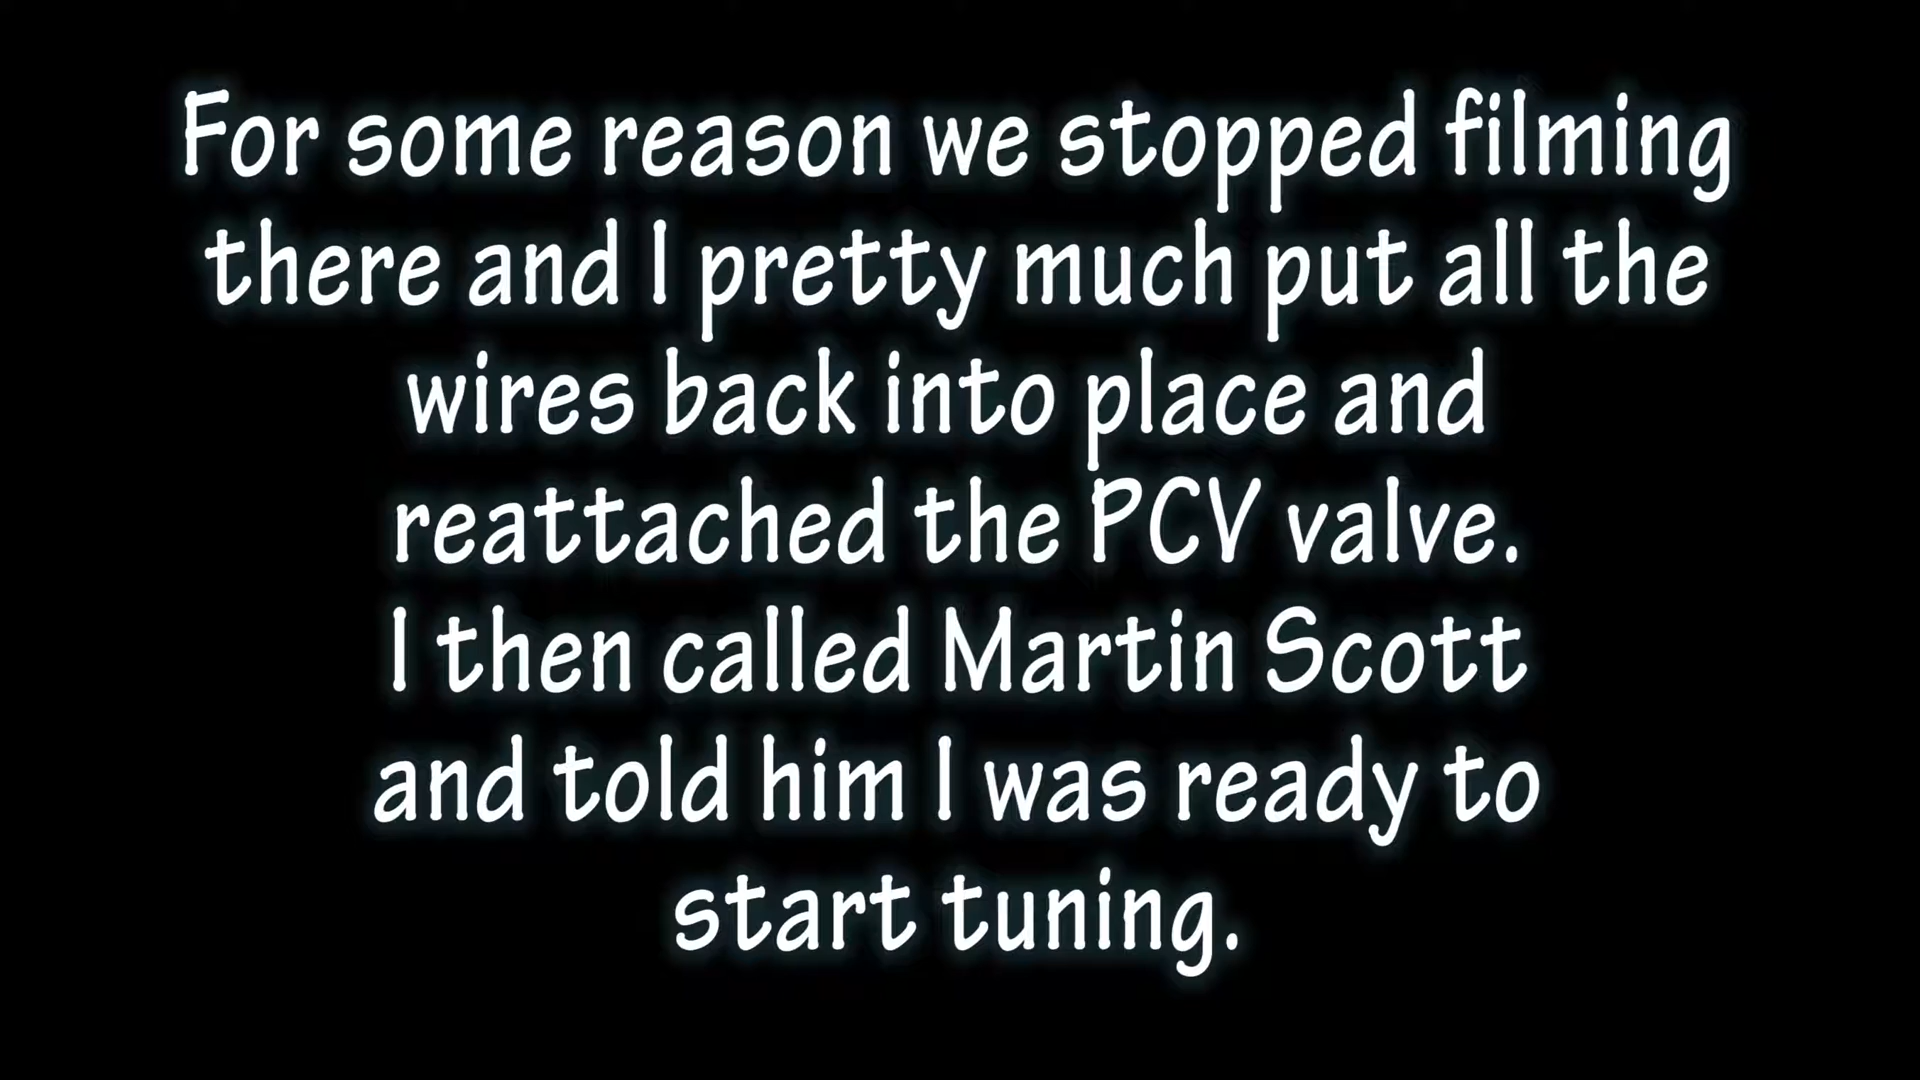 For some reason we stopped filming
there and I pretty much put all the
wires back into place and
reattached the PCV valve.
I then called Martin Scott
and told him I was ready to
start tuning.